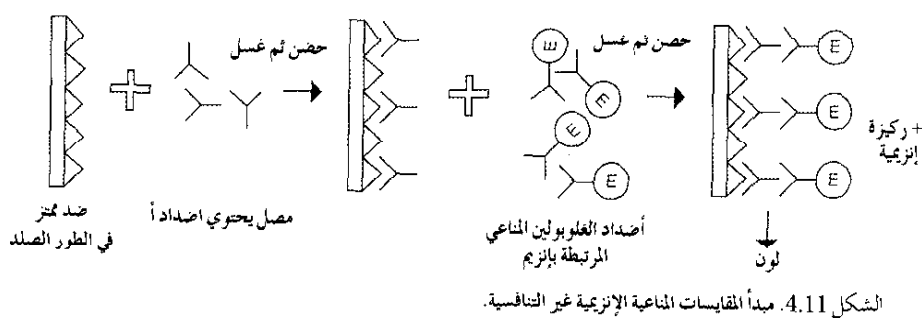 حضن ثم غسل
حصن ثم غسل
E
E
E
E
E
E
E
+ ركيزة
إنزيمية
ضد ممتز
في الطور الصلد
مصل يحتوي اضداد أ
أضداد الغلوبولين المناعي
المرتبطة بإنزيم
لون
الشكل 4.11. مبدأ المقايسات المناعية الإنزيمية غير التنافسية.